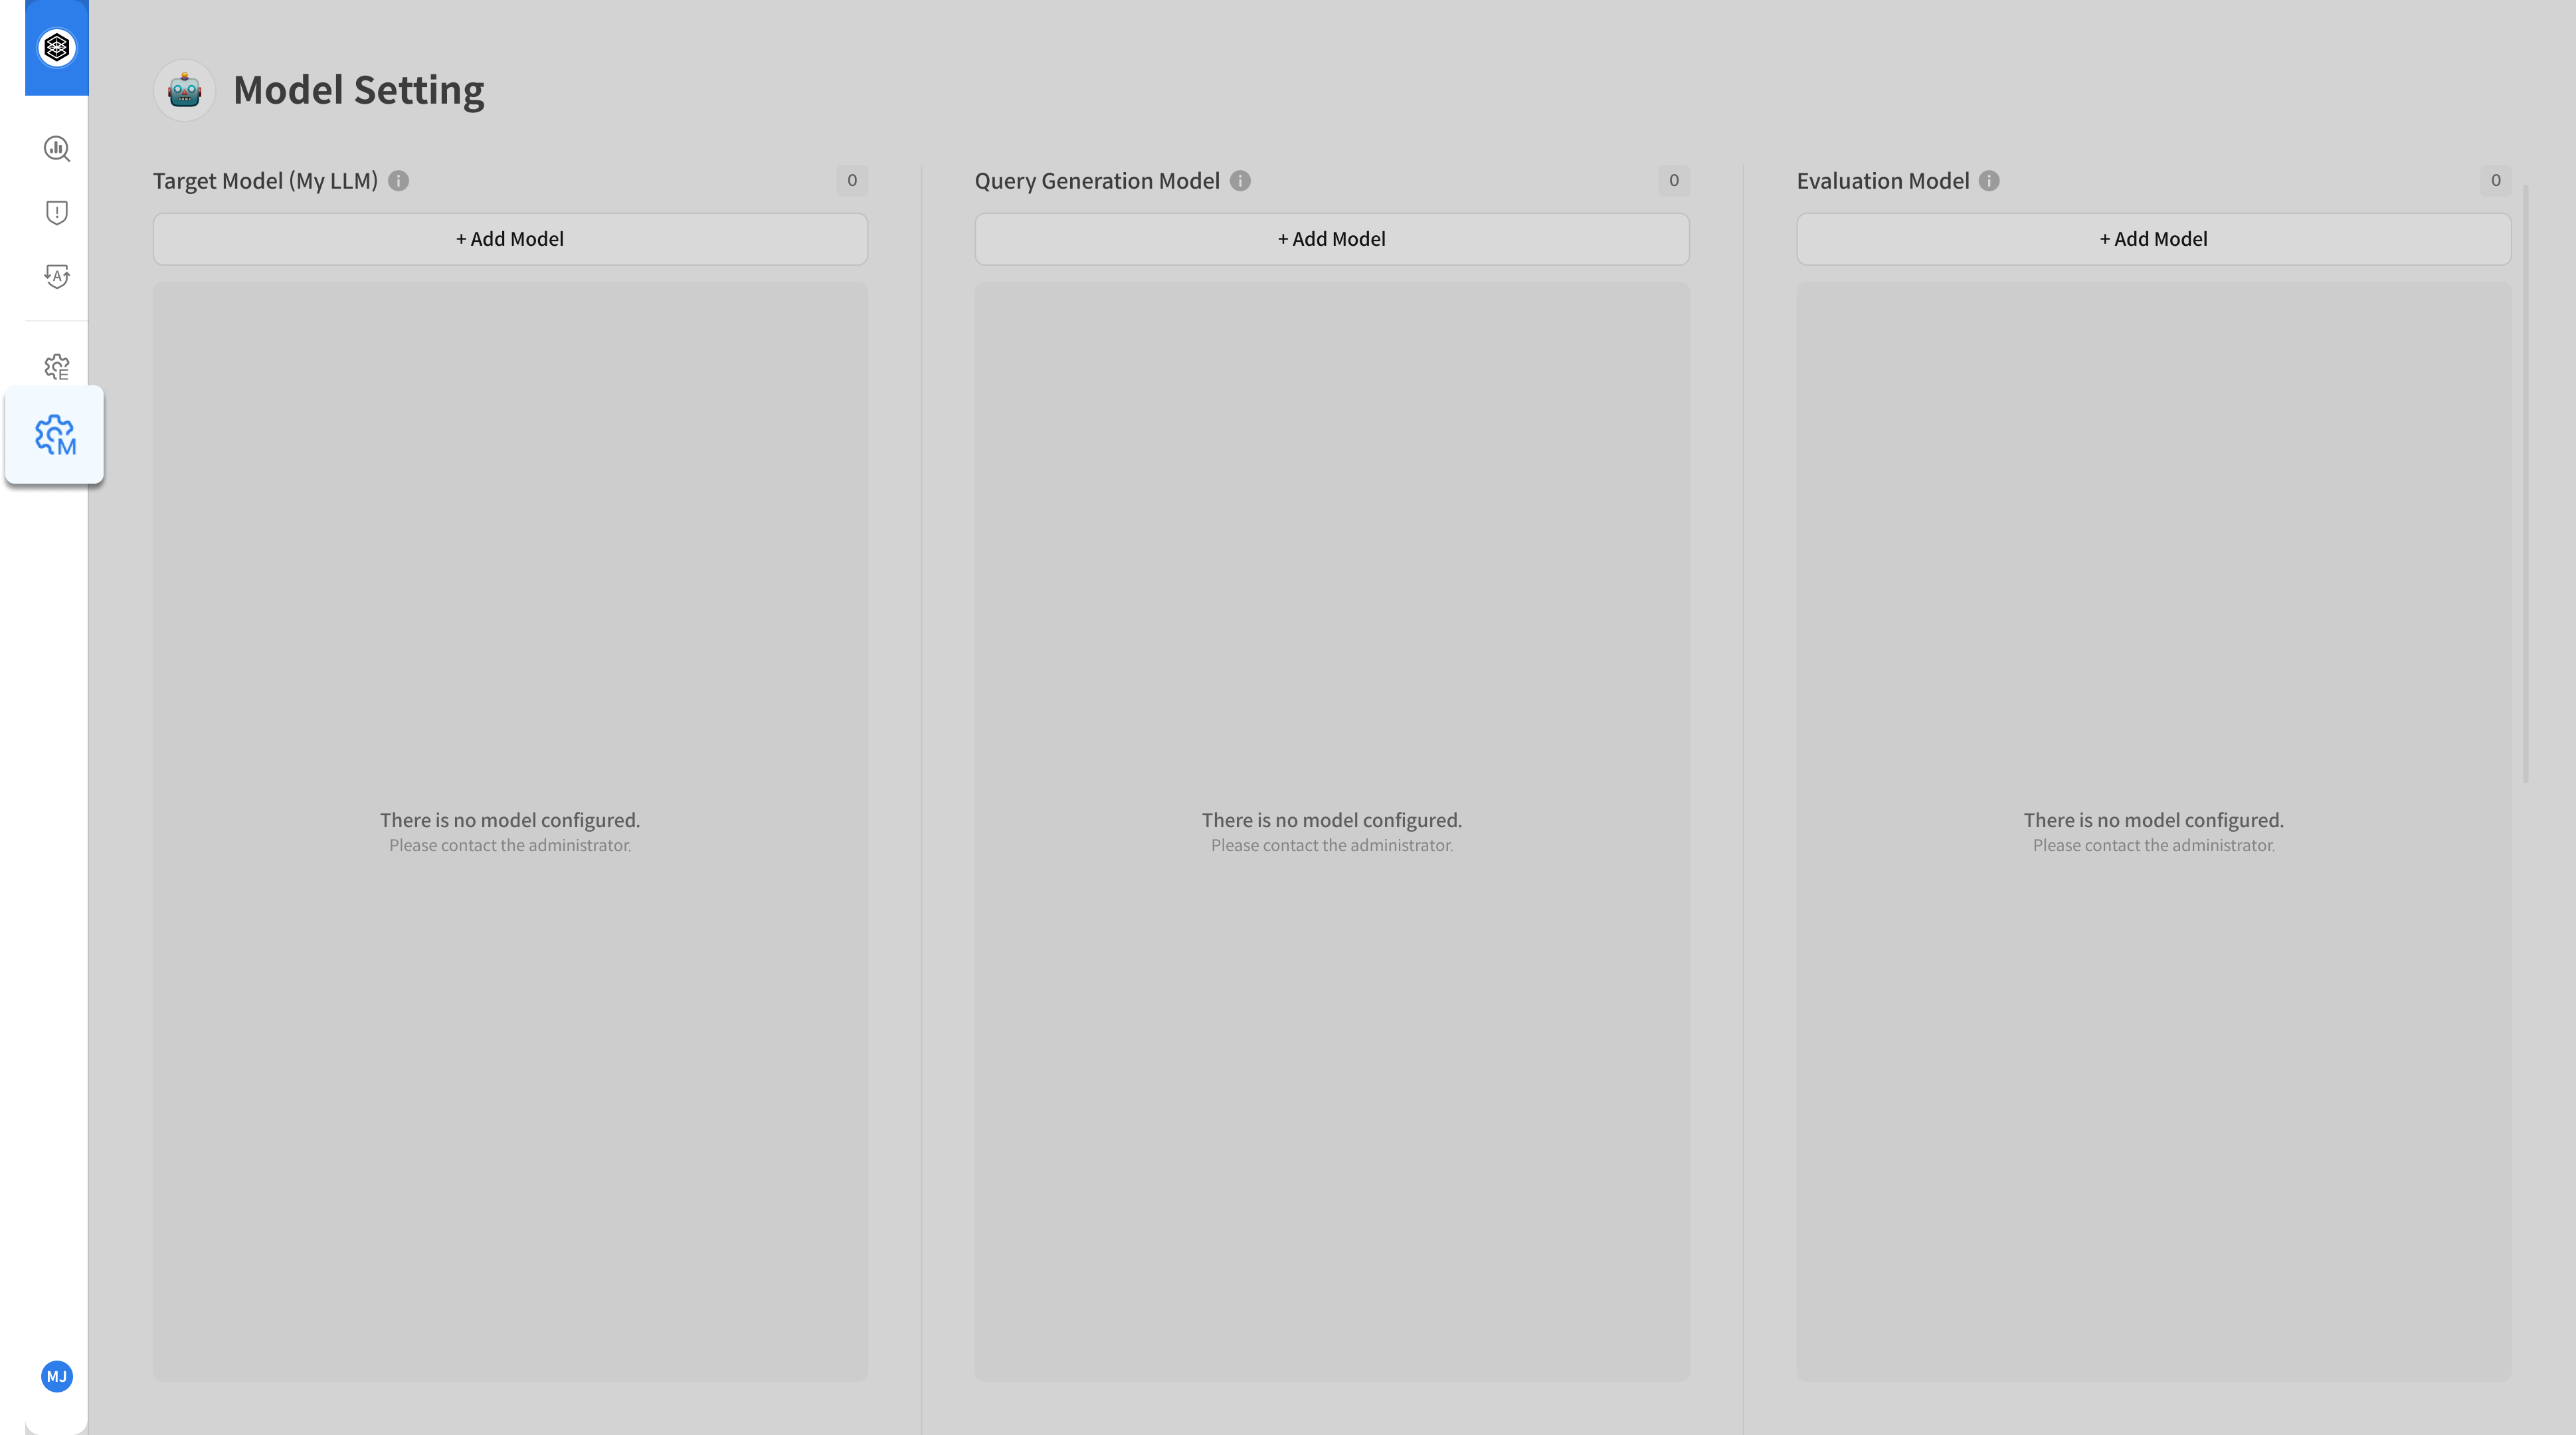 Model Setting
Target Model (My LLM)
0
+ Add Model
There is no model configured.
Please contact the administrator.
Query Generation Model
0
+ Add Model
There is no model configured.
Please contact the administrator.
Evaluation Model
0
+ Add Model
There is no model configured.
Please contact the administrator.
A
E
M
MJ